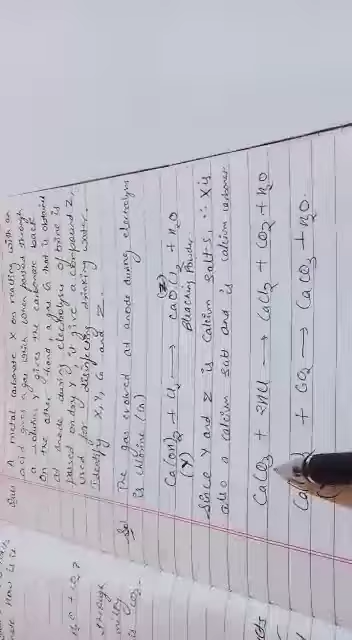 A metal carbonate X on reacting with an
acid gives a gas which when passed through
a solution Y gives the carbonate back.
On the other hand, a gas G that is obtained
at anode during electrolysis of brine is
passed on dry Y, it give a compound Z,
used for disinfecting drinking water.
Identify X, Y, G and Z.
Sol The gas evolved at anode during electrolysis
is chlorine (G)
Ca(OH)2 + Cl2 → CaOCl2 + H2O
(Y) (Z)
Bleaching Powder
Since Y and Z is calcium salts, ∴ X is
also a calcium salt and is calcium carbonate
CaCO3 + 2HCl → CaCl2 + CO2 + H2O
+ CO2 → CaCO3 + H2O.
H2O + CO2
through